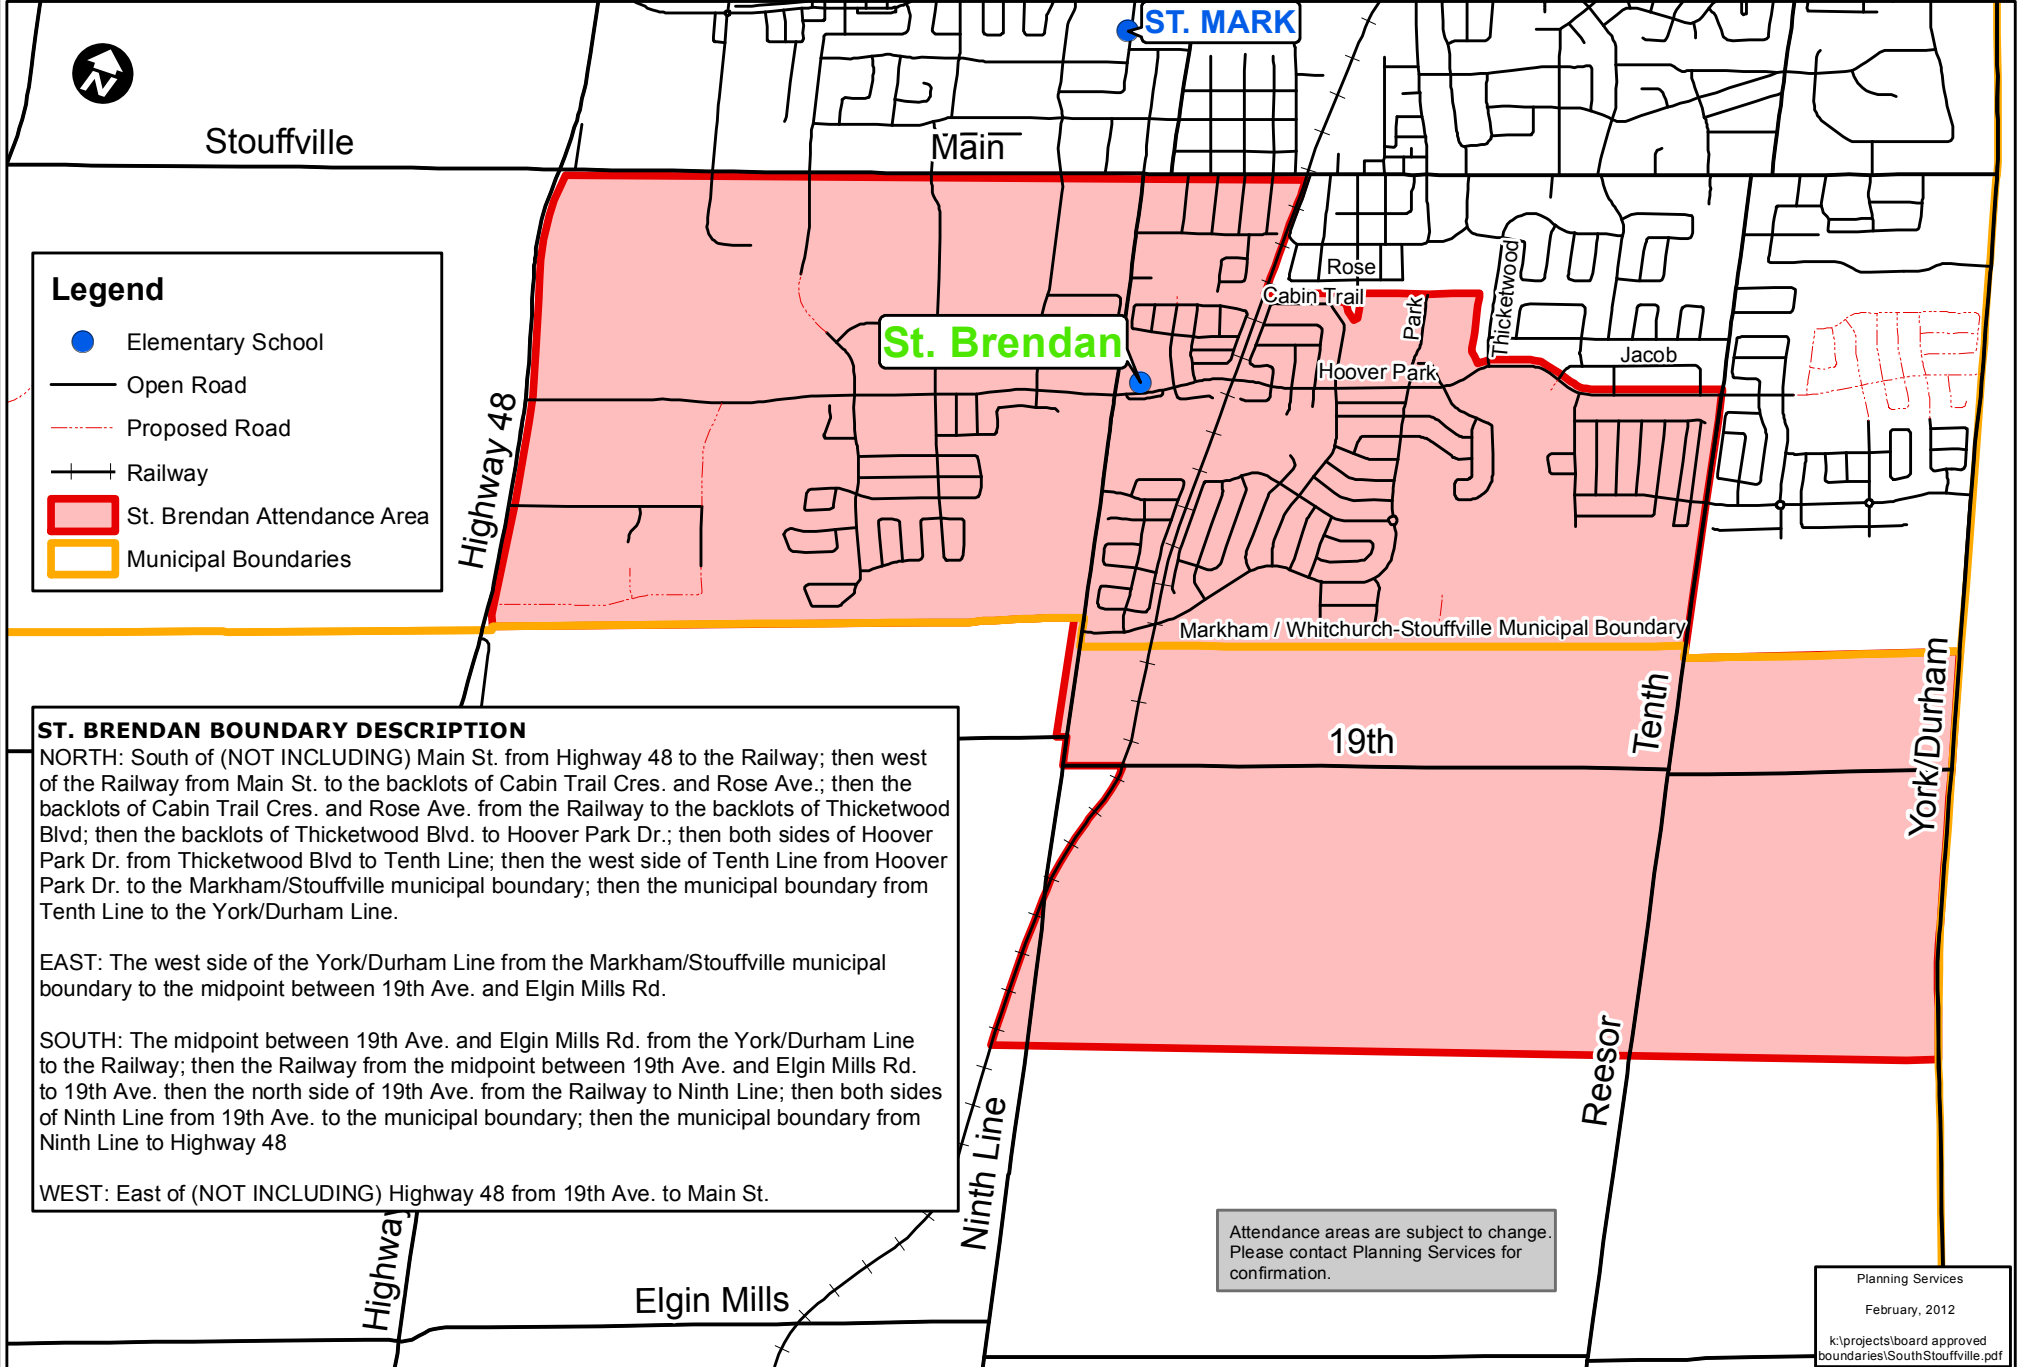 ST. MARK
N
Stouffville
Main
Legend
Elementary School
Open Road
Proposed Road
Railway
St. Brendan Attendance Area
Municipal Boundaries
Highway 48
St. Brendan
Rose
Cabin Trail
Park
Thicketwood
Hoover Park
Jacob
Markham / Whitchurch-Stouffville Municipal Boundary
19th
Tenth
York/Durham
ST. BRENDAN BOUNDARY DESCRIPTION
NORTH: South of (NOT INCLUDING) Main St. from Highway 48 to the Railway; then west
of the Railway from Main St. to the backlots of Cabin Trail Cres. and Rose Ave.; then the
backlots of Cabin Trail Cres. and Rose Ave. from the Railway to the backlots of Thicketwood
Blvd; then the backlots of Thicketwood Blvd. to Hoover Park Dr.; then both sides of Hoover
Park Dr. from Thicketwood Blvd to Tenth Line; then the west side of Tenth Line from Hoover
Park Dr. to the Markham/Stouffville municipal boundary; then the municipal boundary from
Tenth Line to the York/Durham Line.
EAST: The west side of the York/Durham Line from the Markham/Stouffville municipal
boundary to the midpoint between 19th Ave. and Elgin Mills Rd.
SOUTH: The midpoint between 19th Ave. and Elgin Mills Rd. from the York/Durham Line
to the Railway; then the Railway from the midpoint between 19th Ave. and Elgin Mills Rd.
to 19th Ave. then the north side of 19th Ave. from the Railway to Ninth Line; then both sides
of Ninth Line from 19th Ave. to the municipal boundary; then the municipal boundary from
Ninth Line to Highway 48
WEST: East of (NOT INCLUDING) Highway 48 from 19th Ave. to Main St.
Reesor
Ninth Line
Highway
Elgin Mills
Attendance areas are subject to change.
Please contact Planning Services for
confirmation.
Planning Services
February, 2012
k:\projects\board approved
boundaries\SouthStouffville.pdf